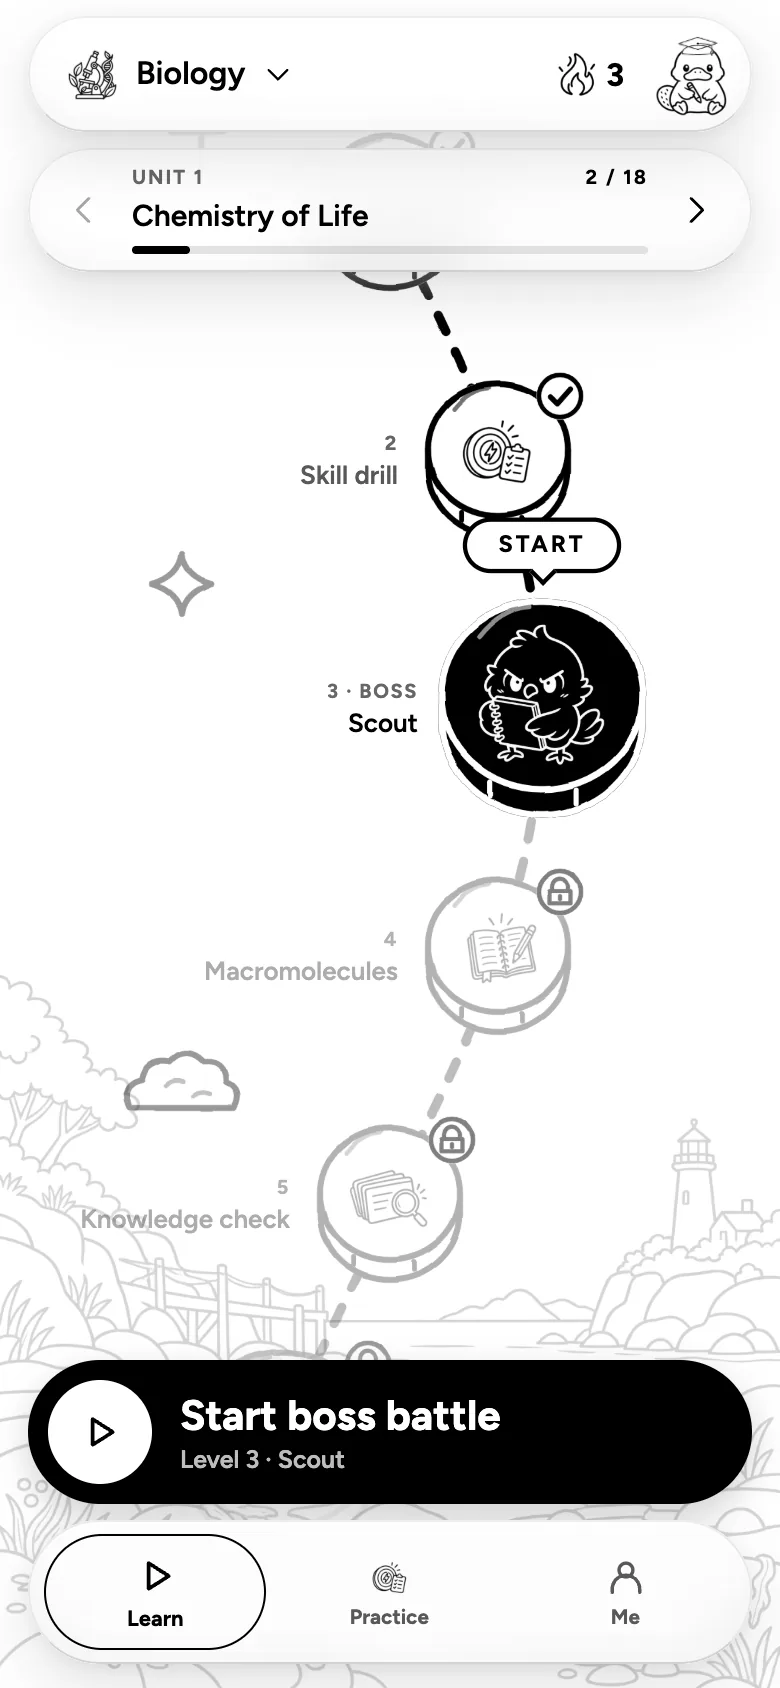 Biology
3
UNIT 1
2 / 18
Chemistry of Life
2
Skill drill
START
3 · BOSS
Scout
4
Macromolecules
5
Knowledge check
Start boss battle
Level 3 · Scout
Learn
Practice
Me